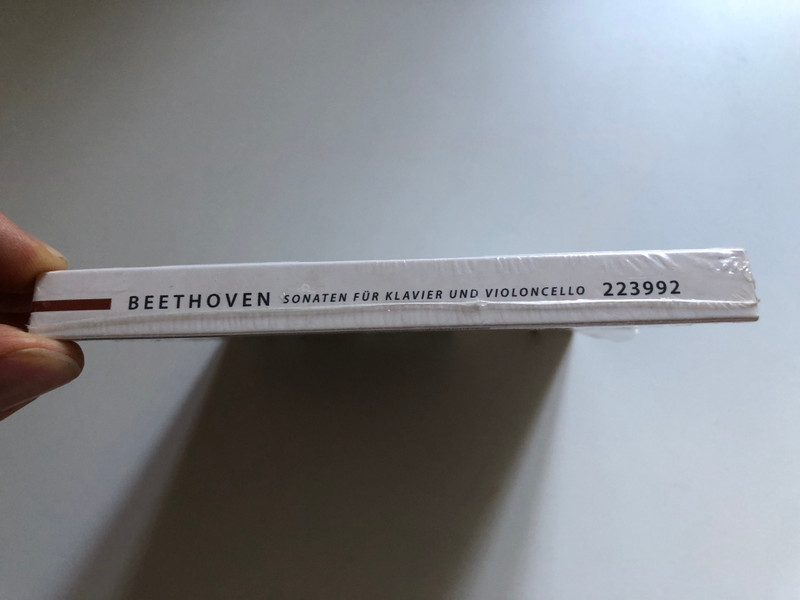 BEETHOVEN SONATEN FÜR KLAVIER UND VIOLONCELLO 223992